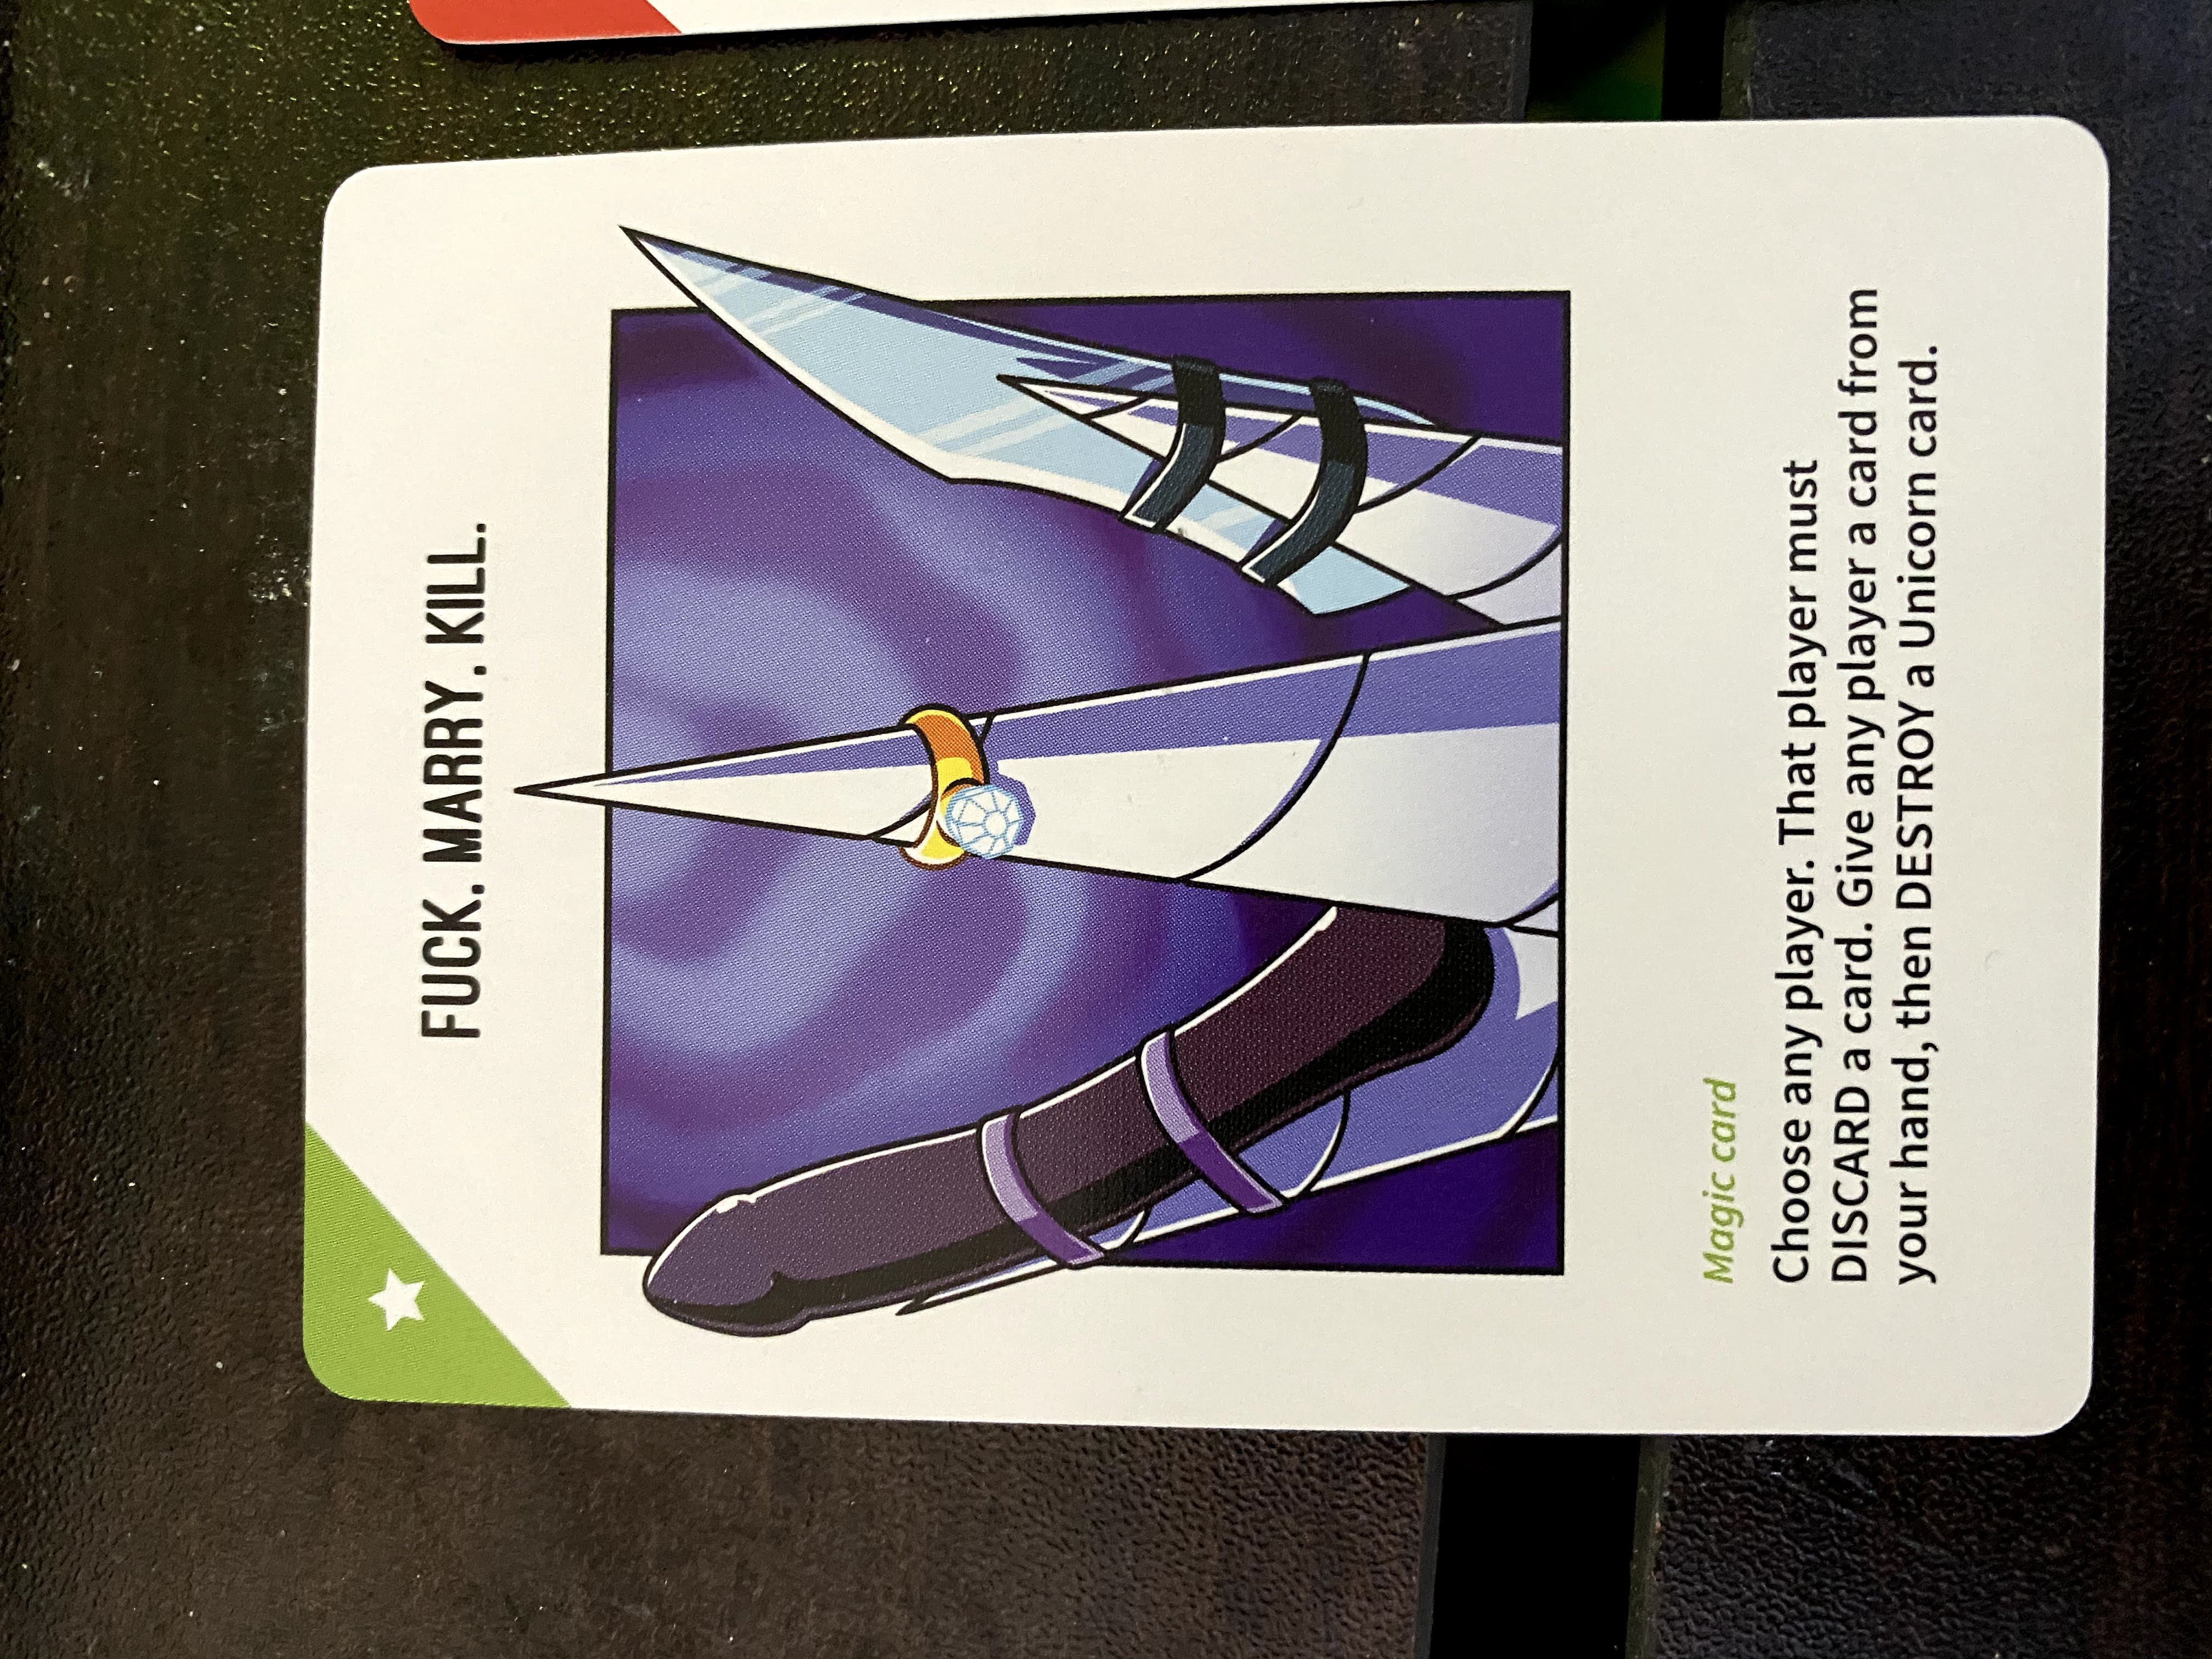 FUCK. MARRY. KILL.
Magic card
Choose any player. That player must
DISCARD a card. Give any player a card from
your hand, then DESTROY a Unicorn card.